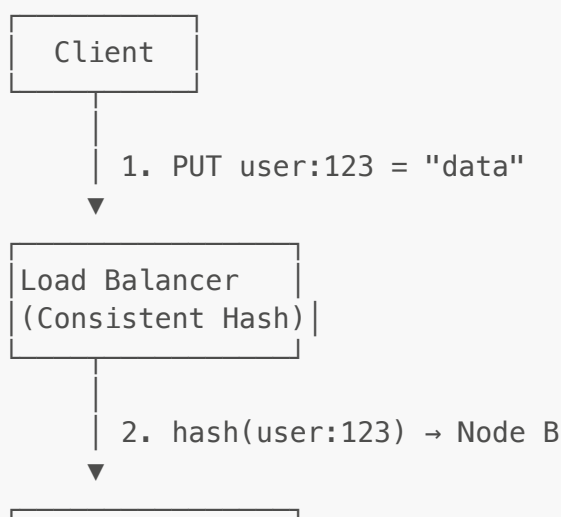 Client
1. PUT user:123 = "data"
Load Balancer
(Consistent Hash)
2. hash(user:123) → Node B